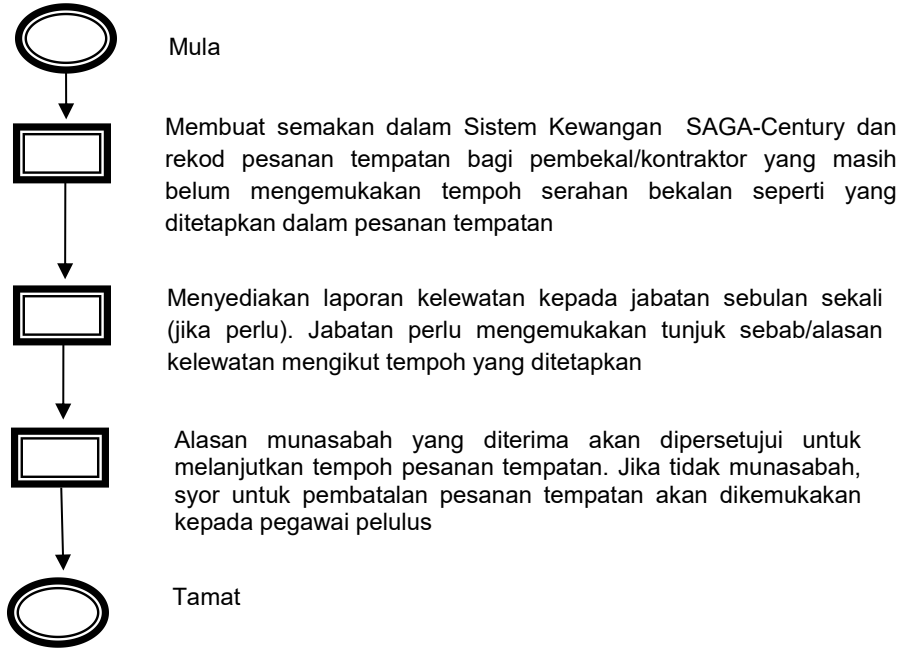 Mula
Membuat semakan dalam Sistem Kewangan SAGA-Century dan
rekod pesanan tempatan bagi pembekal/kontraktor yang masih
belum mengemukakan tempoh serahan bekalan seperti yang
ditetapkan dalam pesanan tempatan
Menyediakan laporan kelewatan kepada jabatan sebulan sekali
(jika perlu). Jabatan perlu mengemukakan tunjuk sebab/alasan
kelewatan mengikut tempoh yang ditetapkan
Alasan munasabah yang diterima akan dipersetujui untuk
melanjutkan tempoh pesanan tempatan. Jika tidak munasabah,
syor untuk pembatalan pesanan tempatan akan dikemukakan
kepada pegawai pelulus
Tamat